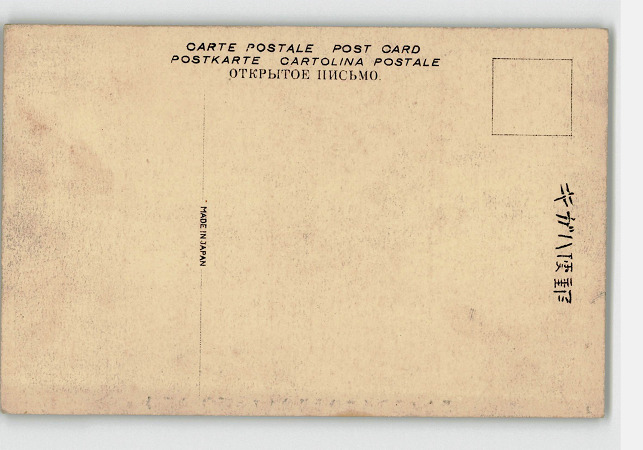 CARTE POSTALE POST CARD
POSTKARTE CARTOLINA POSTALE
ОТКРЫТОЕ ПИСЬМО.
MADE IN JAPAN
キガハ便郵